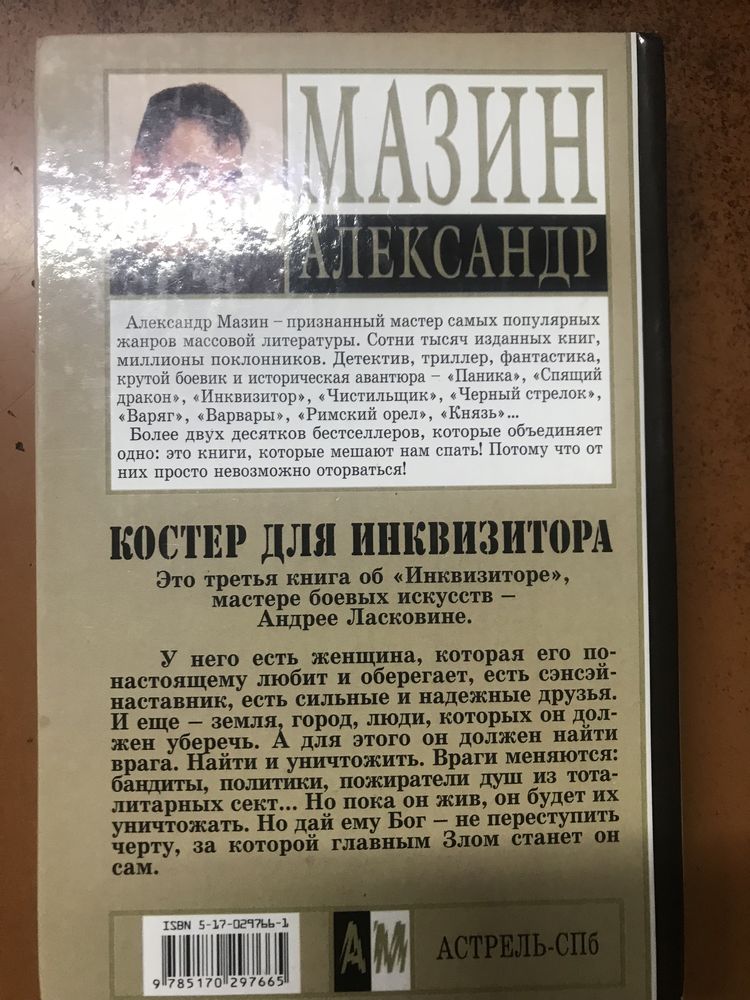 МАЗИН
АЛЕКСАНДР
Александр Мазин – признанный мастер самых популярных
жанров массовой литературы. Сотни тысяч изданных книг,
миллионы поклонников. Детектив, триллер, фантастика,
крутой боевик и историческая авантюра – «Паника», «Спящий
дракон», «Инквизитор», «Чистильщик», «Черный стрелок»,
«Варяг», «Варвары», «Римский орел», «Князь»...
Более двух десятков бестселлеров, которые объединяет
одно: это книги, которые мешают нам спать! Потому что от
них просто невозможно оторваться!
КОСТЕР ДЛЯ ИНКВИЗИТОРА
Это третья книга об «Инквизиторе»,
мастере боевых искусств –
Андрее Ласковине.
У него есть женщина, которая его по-
настоящему любит и оберегает, есть сэнсэй-
наставник, есть сильные и надежные друзья.
И еще – земля, город, люди, которых он дол-
жен уберечь. А для этого он должен найти
врага. Найти и уничтожить. Враги меняются:
бандиты, политики, пожиратели душ из тота-
литарных сект... Но пока он жив, он будет их
уничтожать. Но дай ему Бог – не переступить
черту, за которой главным Злом станет он
сам.
ISBN 5-17-029766-1
9 785170 297665
АМ
АСТРЕЛЬ-СПб